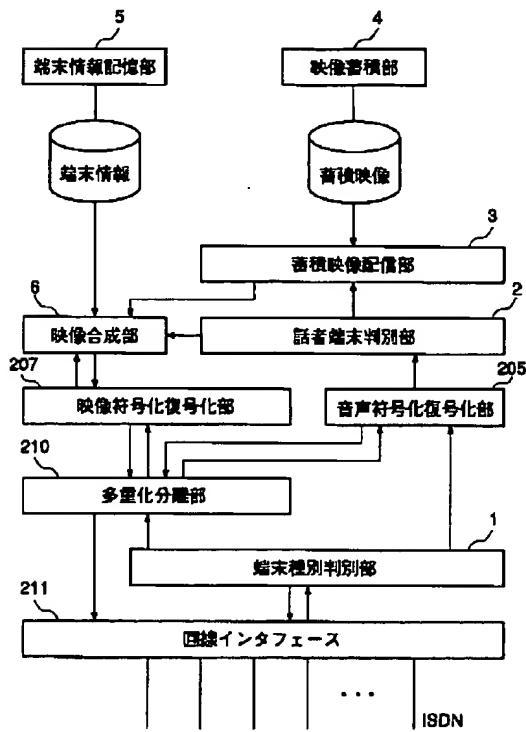 5
4
端末情報記憶部
映像蓄積部
端末情報
蓄積映像
3
蓄積映像配信部
6
2
映像合成部
話者端末判別部
207
205
映像符号化復号化部
音声符号化復号化部
210
多重化分離部
1
端末種別判別部
211
回線インタフェース
・・・
ISDN